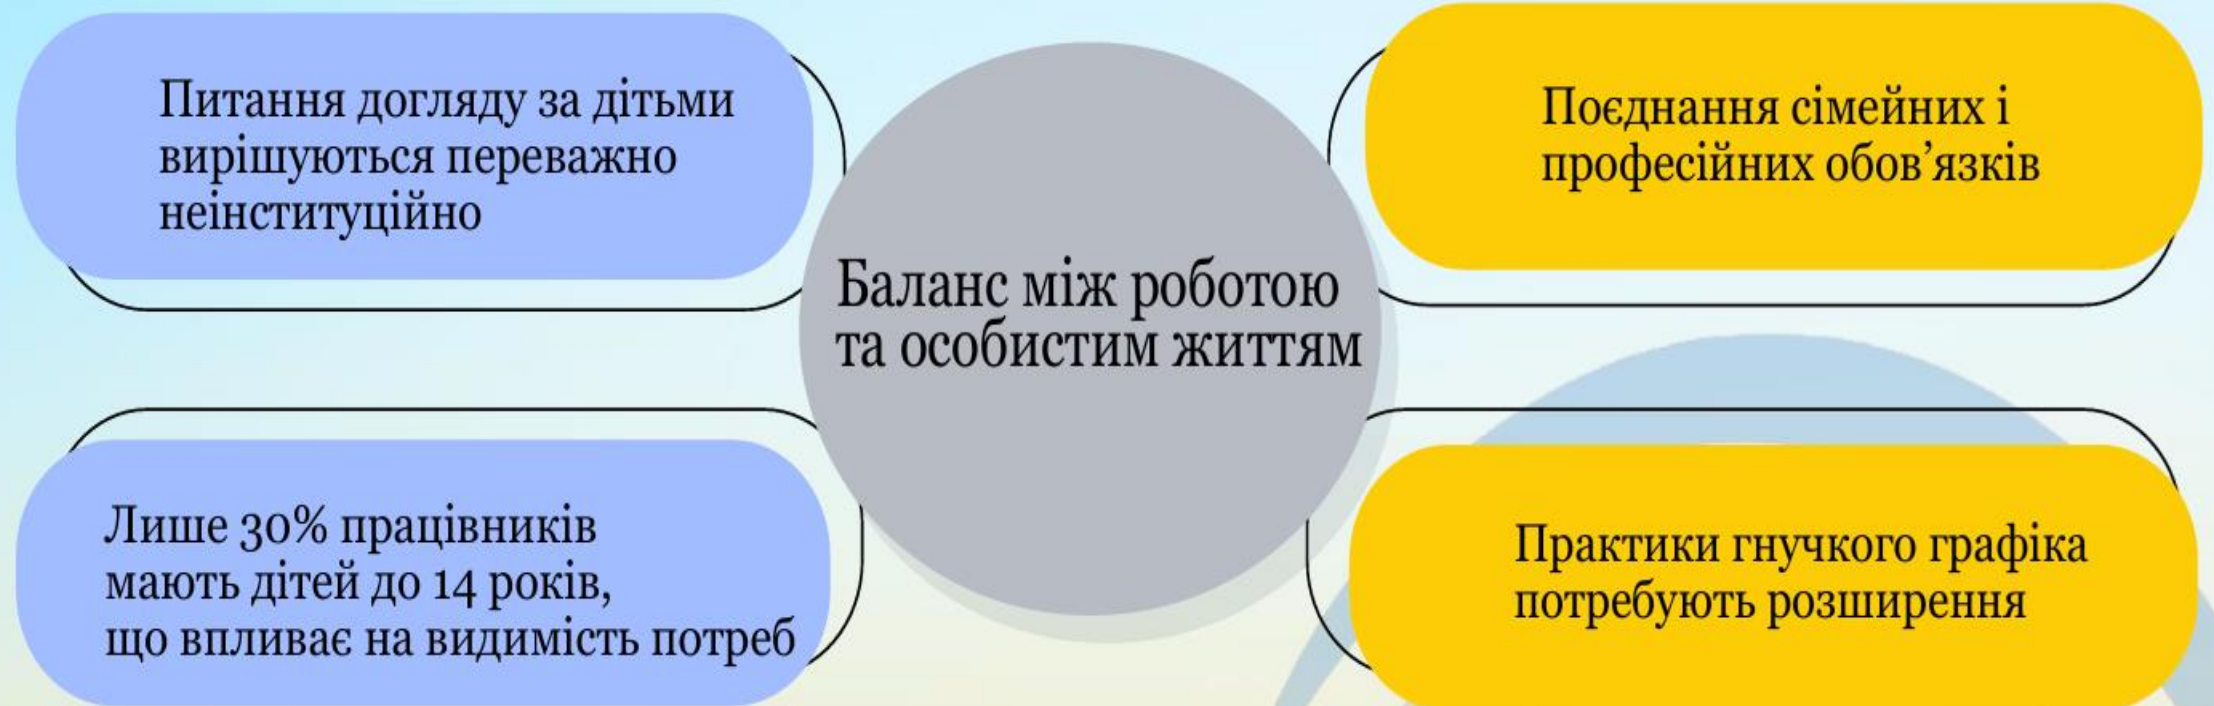 Питання догляду за дітьми
вирішуються переважно
неінституційно
Поєднання сімейних і
професійних обов’язків
Баланс між роботою
та особистим життям
Лише 30% працівників
мають дітей до 14 років,
що впливає на видимість потреб
Практики гнучкого графіка
потребують розширення